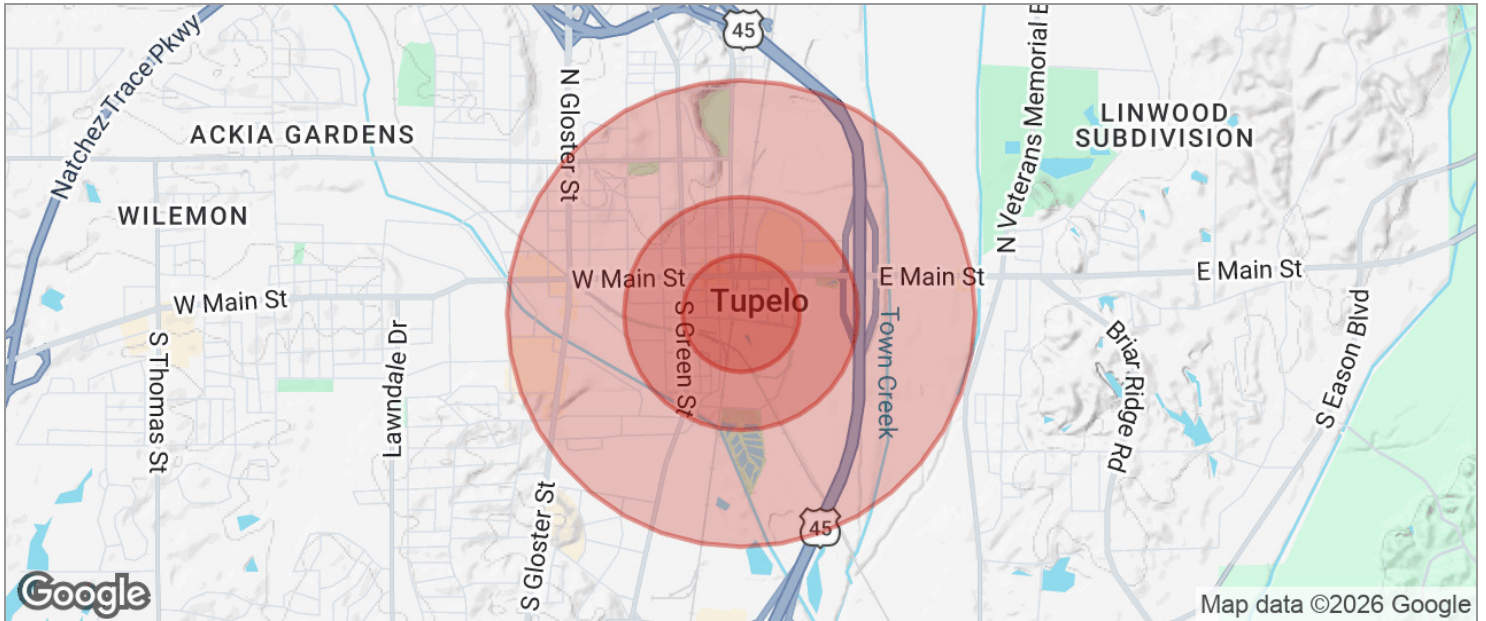 45
Natchez Trace Pkwy
N Gloster St
N Veterans Memorial B
ACKIA GARDENS
LINWOOD
SUBDIVISION
WILEMON
W Main St
E Main St
E Main St
W Main St
Tupelo
S Thomas St
Lawndale Dr
S Green St
Town Creek
Briar Ridge Rd
S Eason Blvd
S Gloster St
45
Google
Map data ©2026 Google